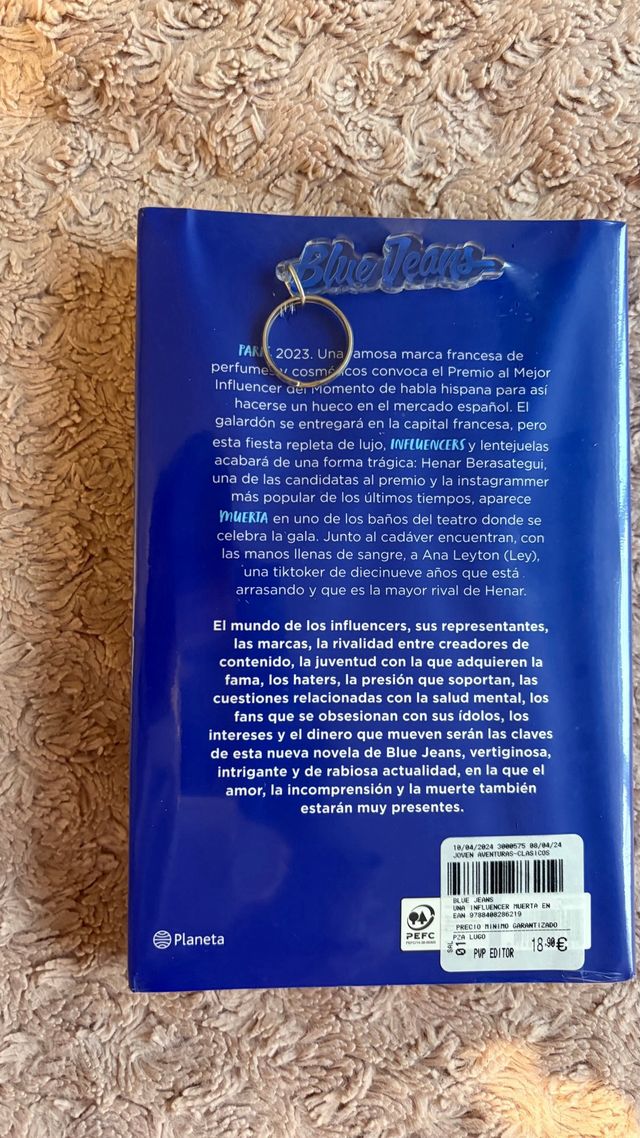 Blue Jeans
PARÍS, 2023. Una famosa marca francesa de
perfumes y cosméticos convoca el Premio al Mejor
Influencer del Momento de habla hispana para así
hacerse un hueco en el mercado español. El
galardón se entregará en la capital francesa, pero
esta fiesta repleta de lujo, INFLUENCERS y lentejuelas
acabará de una forma trágica: Henar Berasategui,
una de las candidatas al premio y la instagrammer
más popular de los últimos tiempos, aparece
MUERTA en uno de los baños del teatro donde se
celebra la gala. Junto al cadáver encuentran, con
las manos llenas de sangre, a Ana Leyton (Ley),
una tiktoker de diecinueve años que está
arrasando y que es la mayor rival de Henar.
El mundo de los influencers, sus representantes,
las marcas, la rivalidad entre creadores de
contenido, la juventud con la que adquieren la
fama, los haters, la presión que soportan, las
cuestiones relacionadas con la salud mental, los
fans que se obsesionan con sus ídolos, los
intereses y el dinero que mueven serán las claves
de esta nueva novela de Blue Jeans, vertiginosa,
intrigante y de rabiosa actualidad, en la que el
amor, la incomprensión y la muerte también
estarán muy presentes.
10/04/2024 3000575 08/04/24
JOVEN AVENTURAS-CLASICOS
BLUE JEANS
UNA INFLUENCER MUERTA EN
EAN 9788408286219
PRECIO MINIMO GARANTIZADO
PZA LUGO
SAL 01
PVP EDITOR
18.90€
PEFC
Planeta